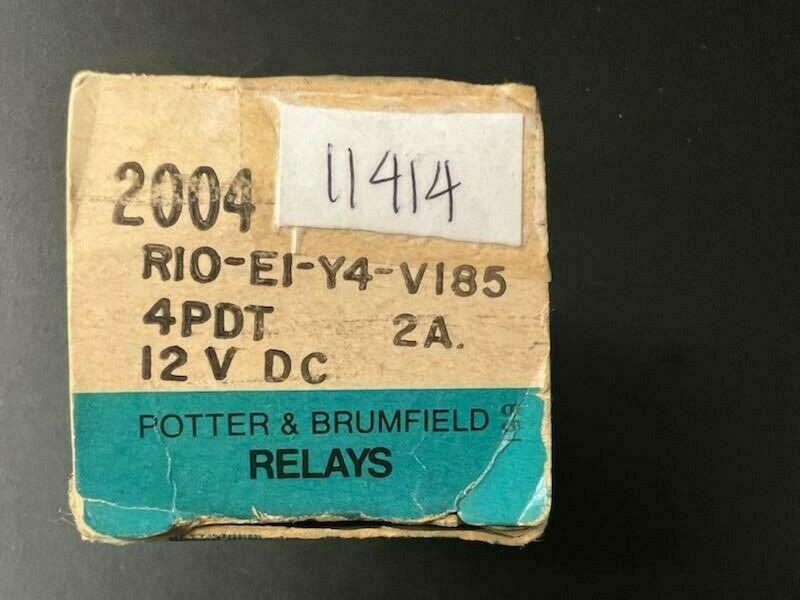 11414
2004
R10-E1-Y4-V185
4PDT 2A.
12 V DC
POTTER & BRUMFIELD
RELAYS